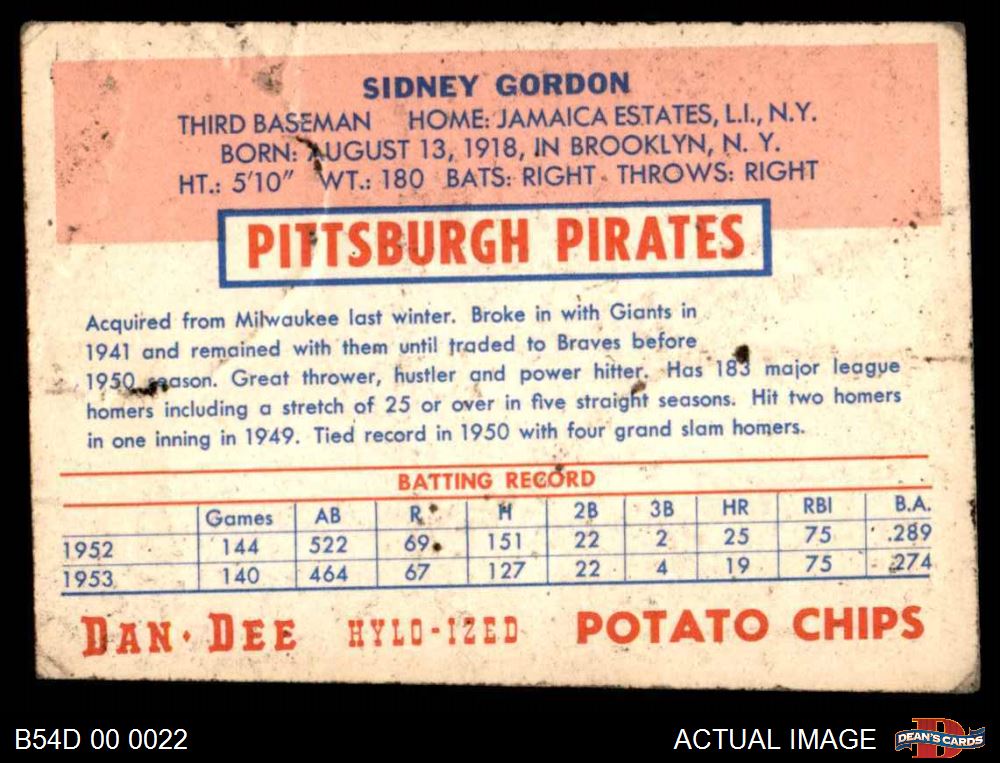 SIDNEY GORDON
THIRD BASEMAN HOME: JAMAICA ESTATES, L.I., N.Y.
BORN: AUGUST 13, 1918, IN BROOKLYN, N. Y.
HT.: 5'10" WT.: 180 BATS: RIGHT THROWS: RIGHT
PITTSBURGH PIRATES
Acquired from Milwaukee last winter. Broke in with Giants in
1941 and remained with them until traded to Braves before
1950 season. Great thrower, hustler and power hitter. Has 183 major league
homers including a stretch of 25 or over in five straight seasons. Hit two homers
in one inning in 1949. Tied record in 1950 with four grand slam homers.
BATTING RECORD
Games AB R H 2B 3B HR RBI B.A.
1952 144 522 69 151 22 2 25 75 .289
1953 140 464 67 127 22 4 19 75 .274
DAN·DEE HYLO-IZED POTATO CHIPS
B54D 00 0022 ACTUAL IMAGE DEAN'S CARDS